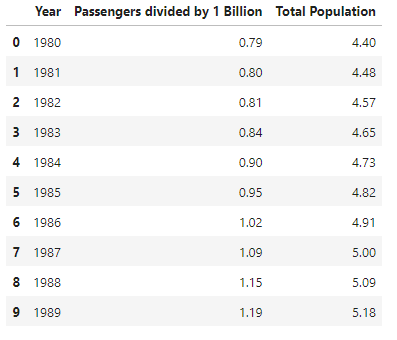 Year Passengers divided by 1 Billion Total Population
0 1980 0.79 4.40
1 1981 0.80 4.48
2 1982 0.81 4.57
3 1983 0.84 4.65
4 1984 0.90 4.73
5 1985 0.95 4.82
6 1986 1.02 4.91
7 1987 1.09 5.00
8 1988 1.15 5.09
9 1989 1.19 5.18